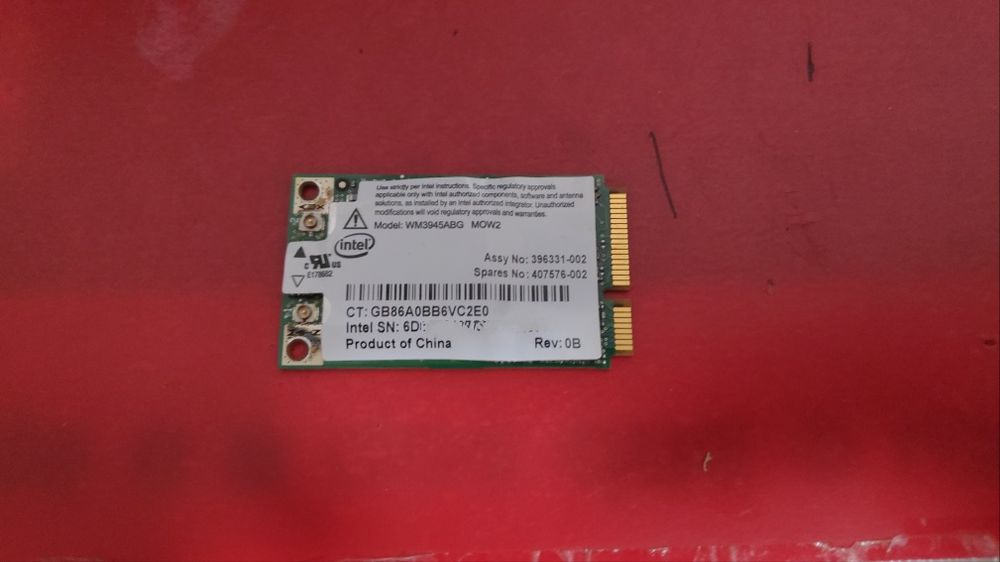 Use strictly per Intel instructions. Specific regulatory approvals
applicable only with Intel authorized components, software and antenna
solutions, as installed by an Intel authorized integrator. Unauthorized
modifications will void regulatory approvals and warranties.
Model: WM3945ABG MOW2
intel
C RU US
E178682
Assy No: 396331-002
Spares No: 407576-002
CT: GB86A0BB6VC2E0
Intel SN:
Product of China Rev: 0B